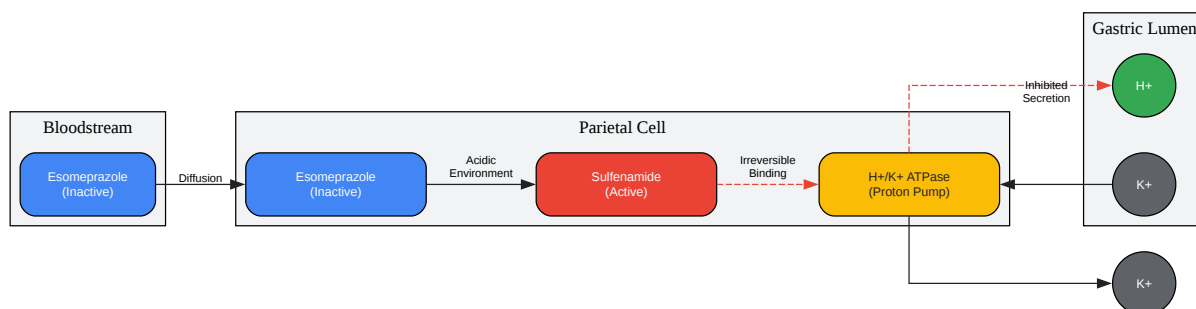 Gastric Lumen
H+
Inhibited
Secretion
Bloodstream
Parietal Cell
Esomeprazole
(Inactive)
Diffusion
Esomeprazole
(Inactive)
Acidic
Environment
Sulfenamide
(Active)
Irreversible
Binding
H+/K+ ATPase
(Proton Pump)
K+
K+